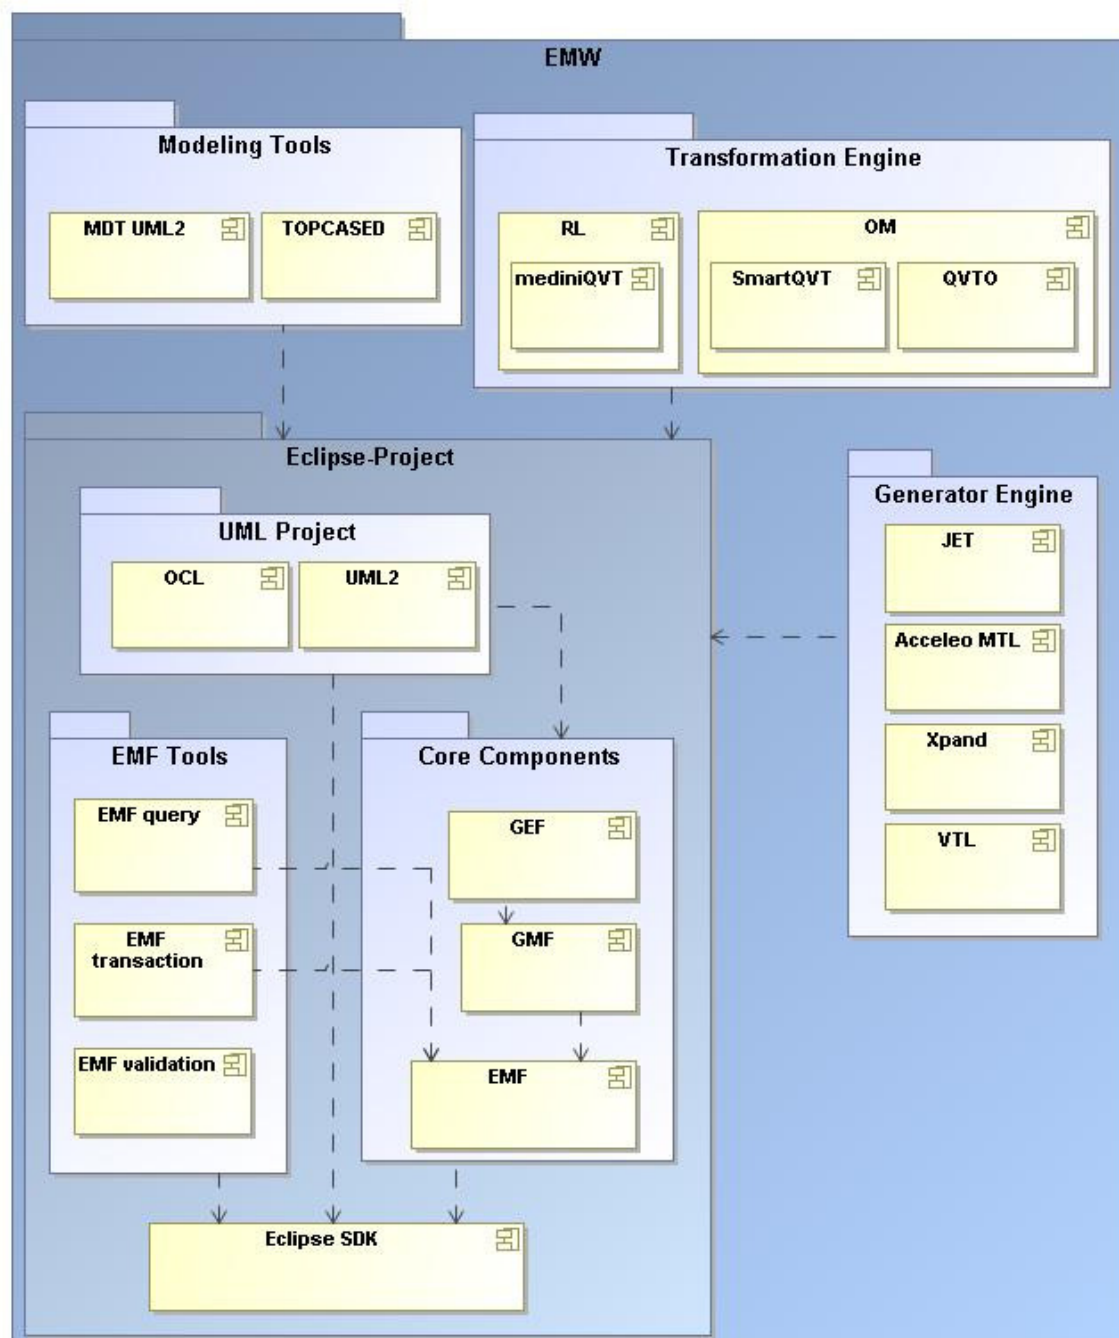 EMW
Modeling Tools
MDT UML2
TOPCASED
Transformation Engine
RL
mediniQVT
OM
SmartQVT
QVTO
Eclipse-Project
UML Project
OCL
UML2
EMF Tools
EMF query
EMF
transaction
EMF validation
Core Components
GEF
GMF
EMF
Eclipse SDK
Generator Engine
JET
Acceleo MTL
Xpand
VTL